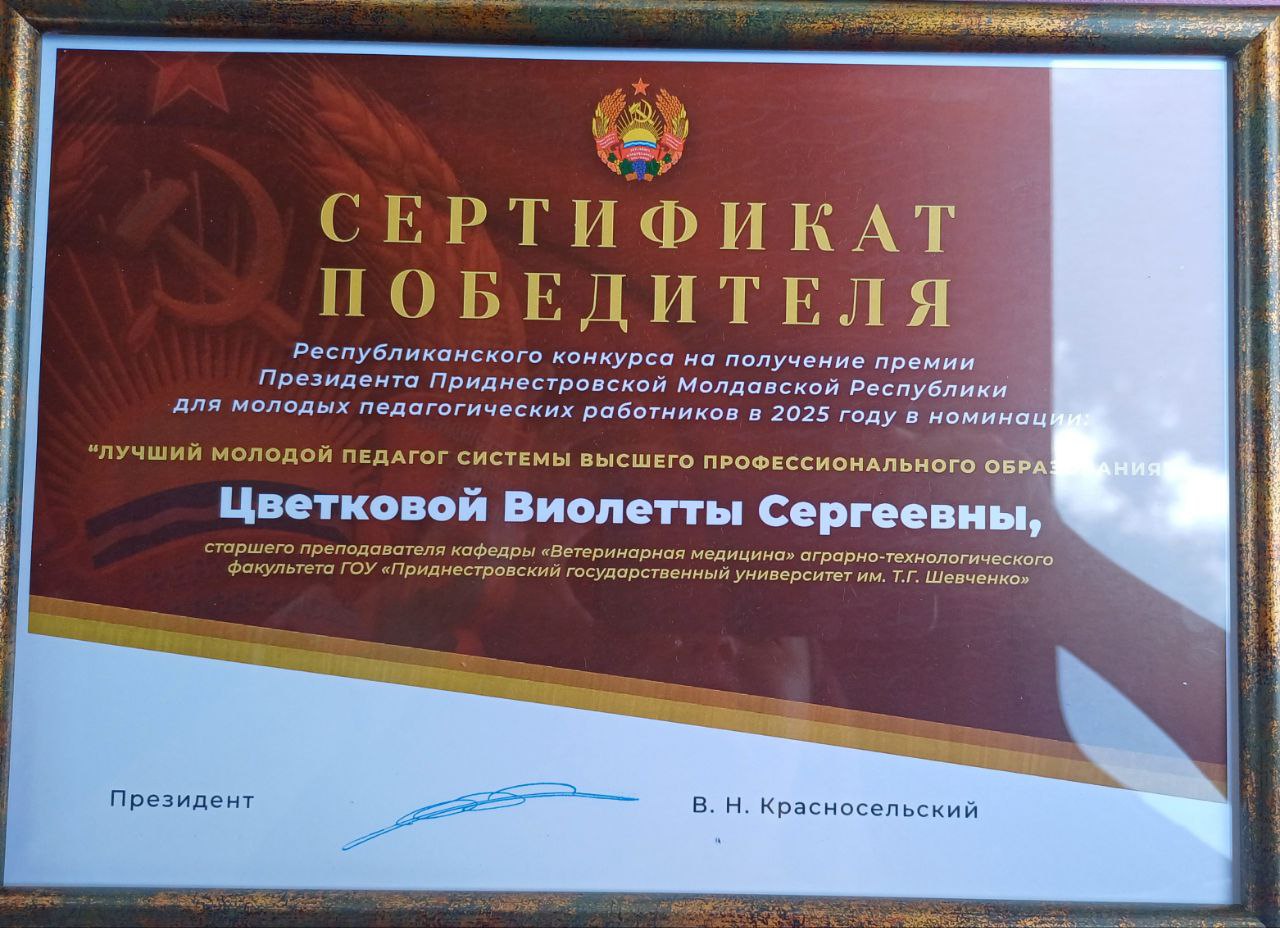 СЕРТИФИКАТ
ПОБЕДИТЕЛЯ
Республиканского конкурса на получение премии
Президента Приднестровской Молдавской Республики
для молодых педагогических работников в 2025 году в номинации:
“ЛУЧШИЙ МОЛОДОЙ ПЕДАГОГ СИСТЕМЫ ВЫСШЕГО ПРОФЕССИОНАЛЬНОГО ОБРАЗОВАНИЯ
Цветковой Виолетты Сергеевны,
старшего преподавателя кафедры «Ветеринарная медицина» аграрно-технологического
факультета ГОУ «Приднестровский государственный университет им. Т.Г. Шевченко»
Президент В. Н. Красносельский